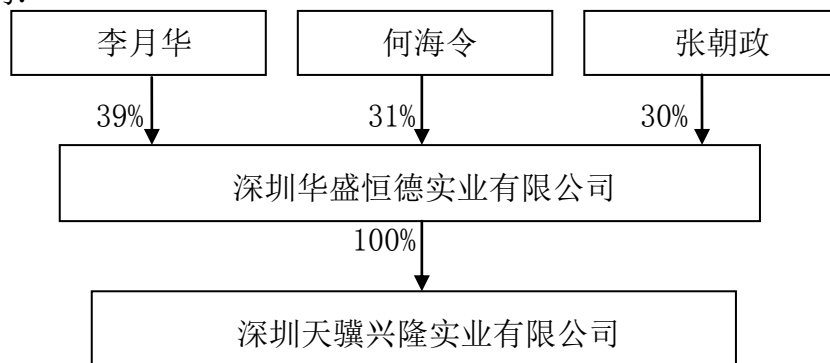 李月华
何海令
张朝政
39%
31%
30%
深圳华盛恒德实业有限公司
100%
深圳天骥兴隆实业有限公司